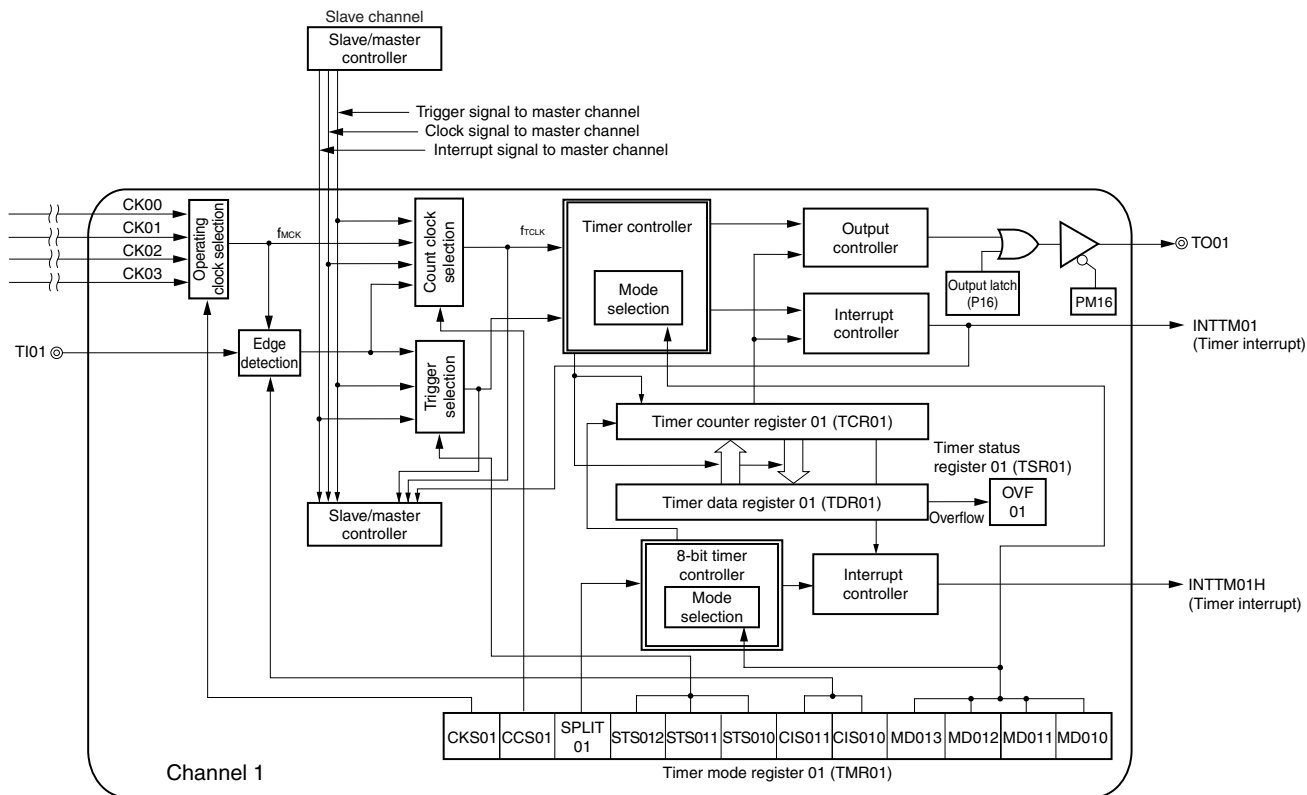 Slave channel
Slave/master
controller
Trigger signal to master channel
Clock signal to master channel
Interrupt signal to master channel
CK00
CK01
CK02
CK03
Operating
clock selection
fMCK
Count clock
selection
fTCLK
Timer controller
Mode
selection
Output
controller
TO01
Output latch
(P16)
PM16
Interrupt
controller
INTTM01
(Timer interrupt)
TI01
Edge
detection
Trigger
selection
Timer counter register 01 (TCR01)
Timer status
register 01 (TSR01)
Slave/master
controller
Timer data register 01 (TDR01)
Overflow
OVF
01
8-bit timer
controller
Mode
selection
Interrupt
controller
INTTM01H
(Timer interrupt)
CKS01 CCS01 SPLIT
01 STS012 STS011 STS010 CIS011 CIS010 MD013 MD012 MD011 MD010
Channel 1
Timer mode register 01 (TMR01)